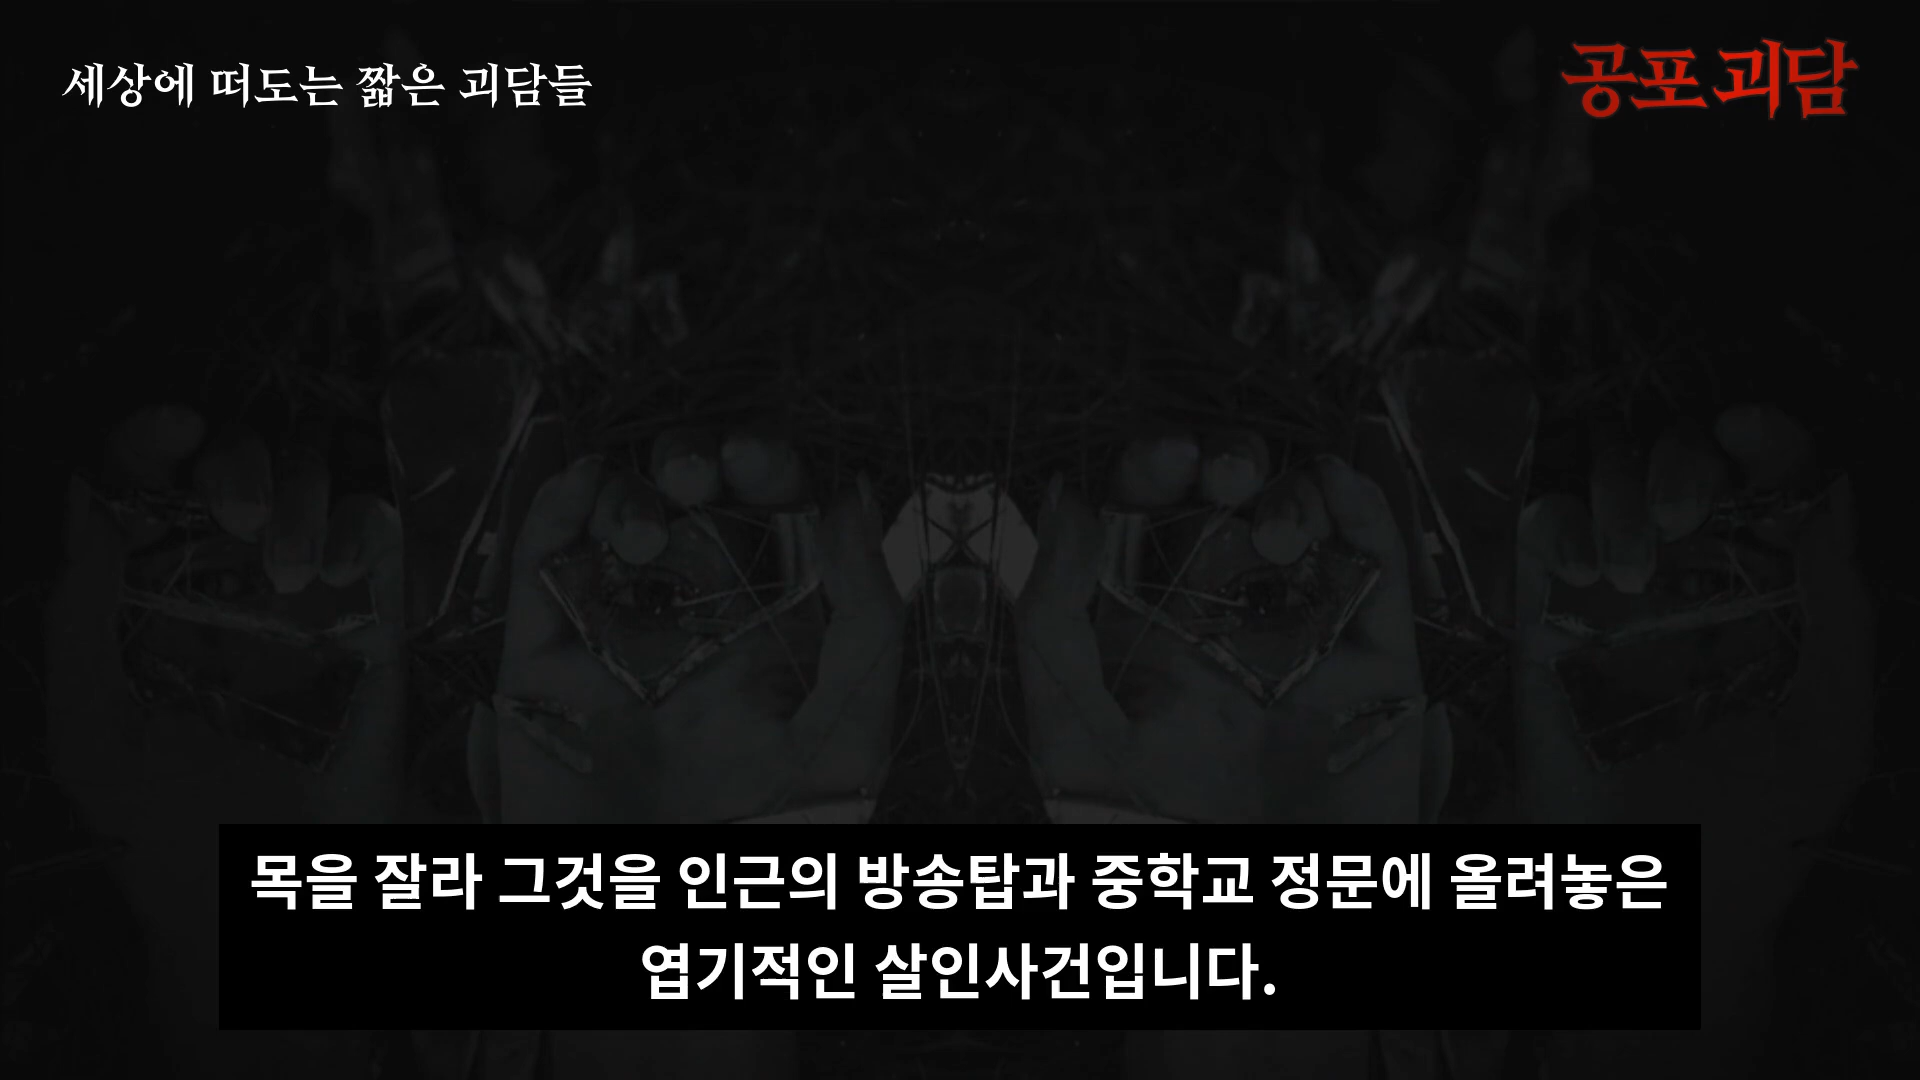 세상에 떠도는 짧은 괴담들
공포 괴담
목을 잘라 그것을 인근의 방송탑과 중학교 정문에 올려놓은
엽기적인 살인사건입니다.